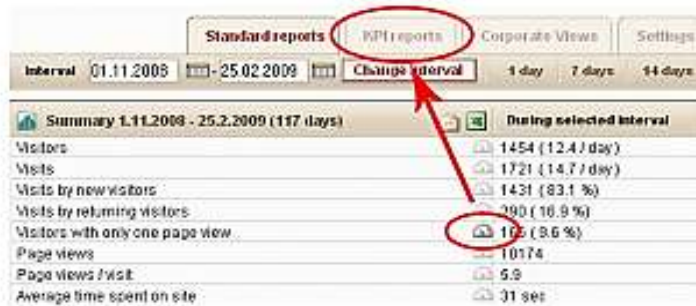 Standard reports KPI reports Corporate Views Settings
Interval 01.11.2008 - 25.02.2009 Change interval 1 day 7 days 14 days
Summary 1.11.2008 - 25.2.2009 (117 days) During selected interval
Visitors 1454 (12.4 / day)
Visits 1721 (14.7 / day)
Visits by new visitors 1431 (83.1 %)
Visits by returning visitors 290 (16.9 %)
Visitors with only one page view (9.6 %)
Page views 10174
Page views / visit 5.9
Average time spent on site 31 sec